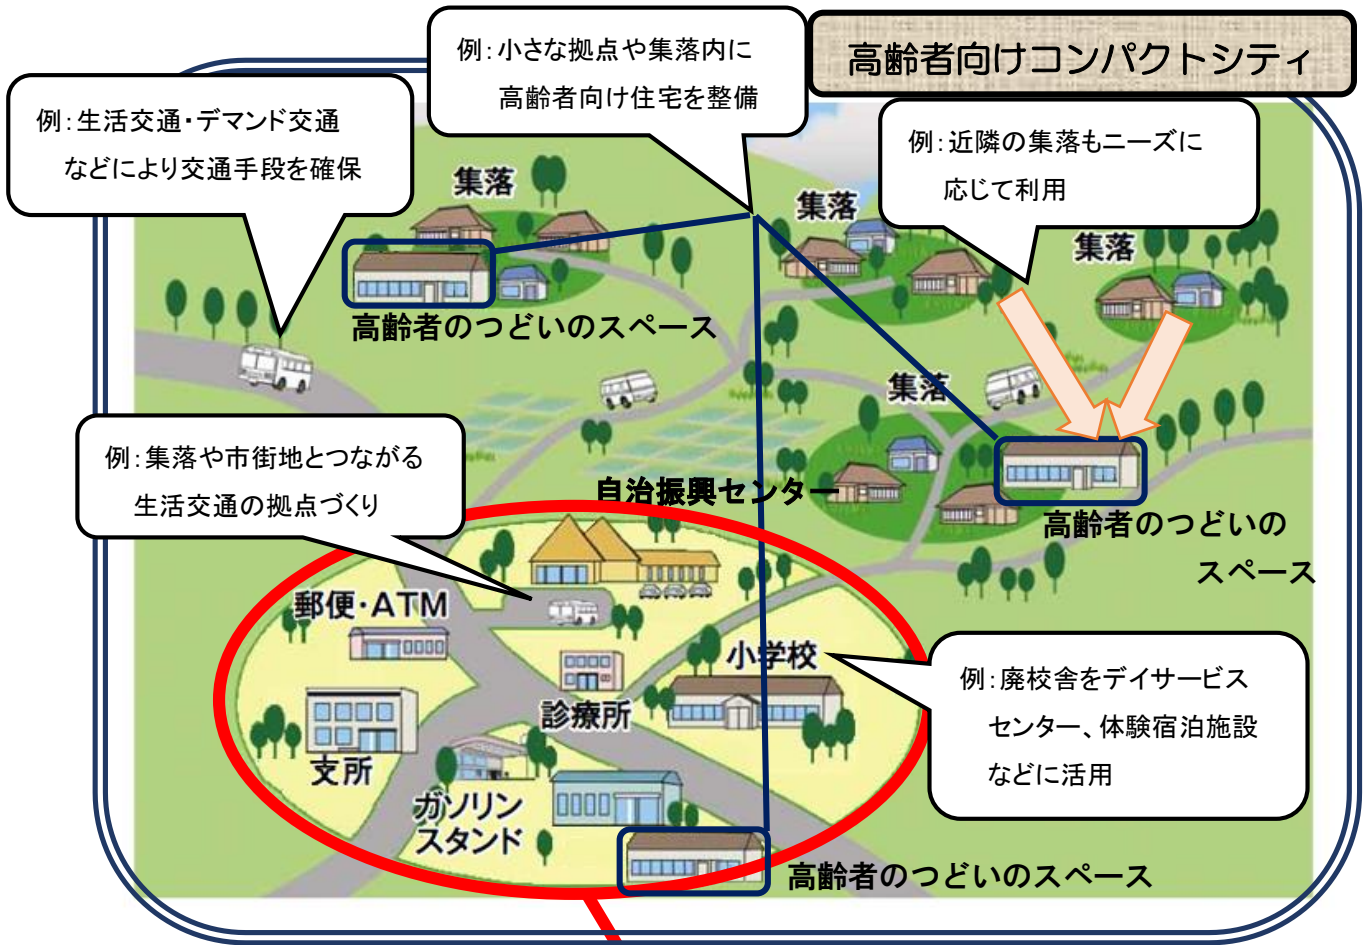 高齢者向けコンパクトシティ
例：小さな拠点や集落内に
高齢者向け住宅を整備
例：生活交通・デマンド交通
などにより交通手段を確保
例：近隣の集落もニーズに
応じて利用
集落
集落
集落
高齢者のつどいのスペース
集落
例：集落や市街地とつながる
生活交通の拠点づくり
自治振興センター
高齢者のつどいの
スペース
郵便・ATM
小学校
例：廃校舎をデイサービス
センター、体験宿泊施設
などに活用
診療所
支所
ガソリン
スタンド
高齢者のつどいのスペース